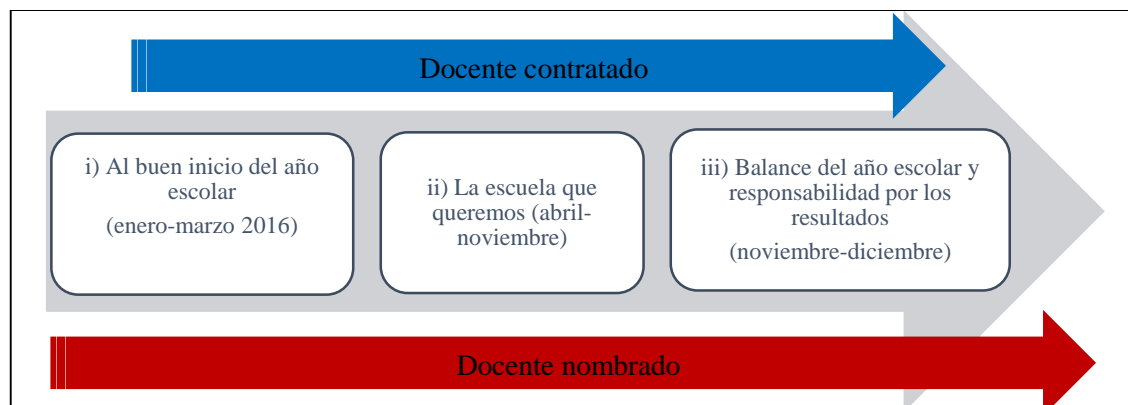 Docente contratado
i) Al buen inicio del año
escolar
(enero-marzo 2016)
ii) La escuela que
queremos (abril-
noviembre)
iii) Balance del año escolar y
responsabilidad por los
resultados
(noviembre-diciembre)
Docente nombrado